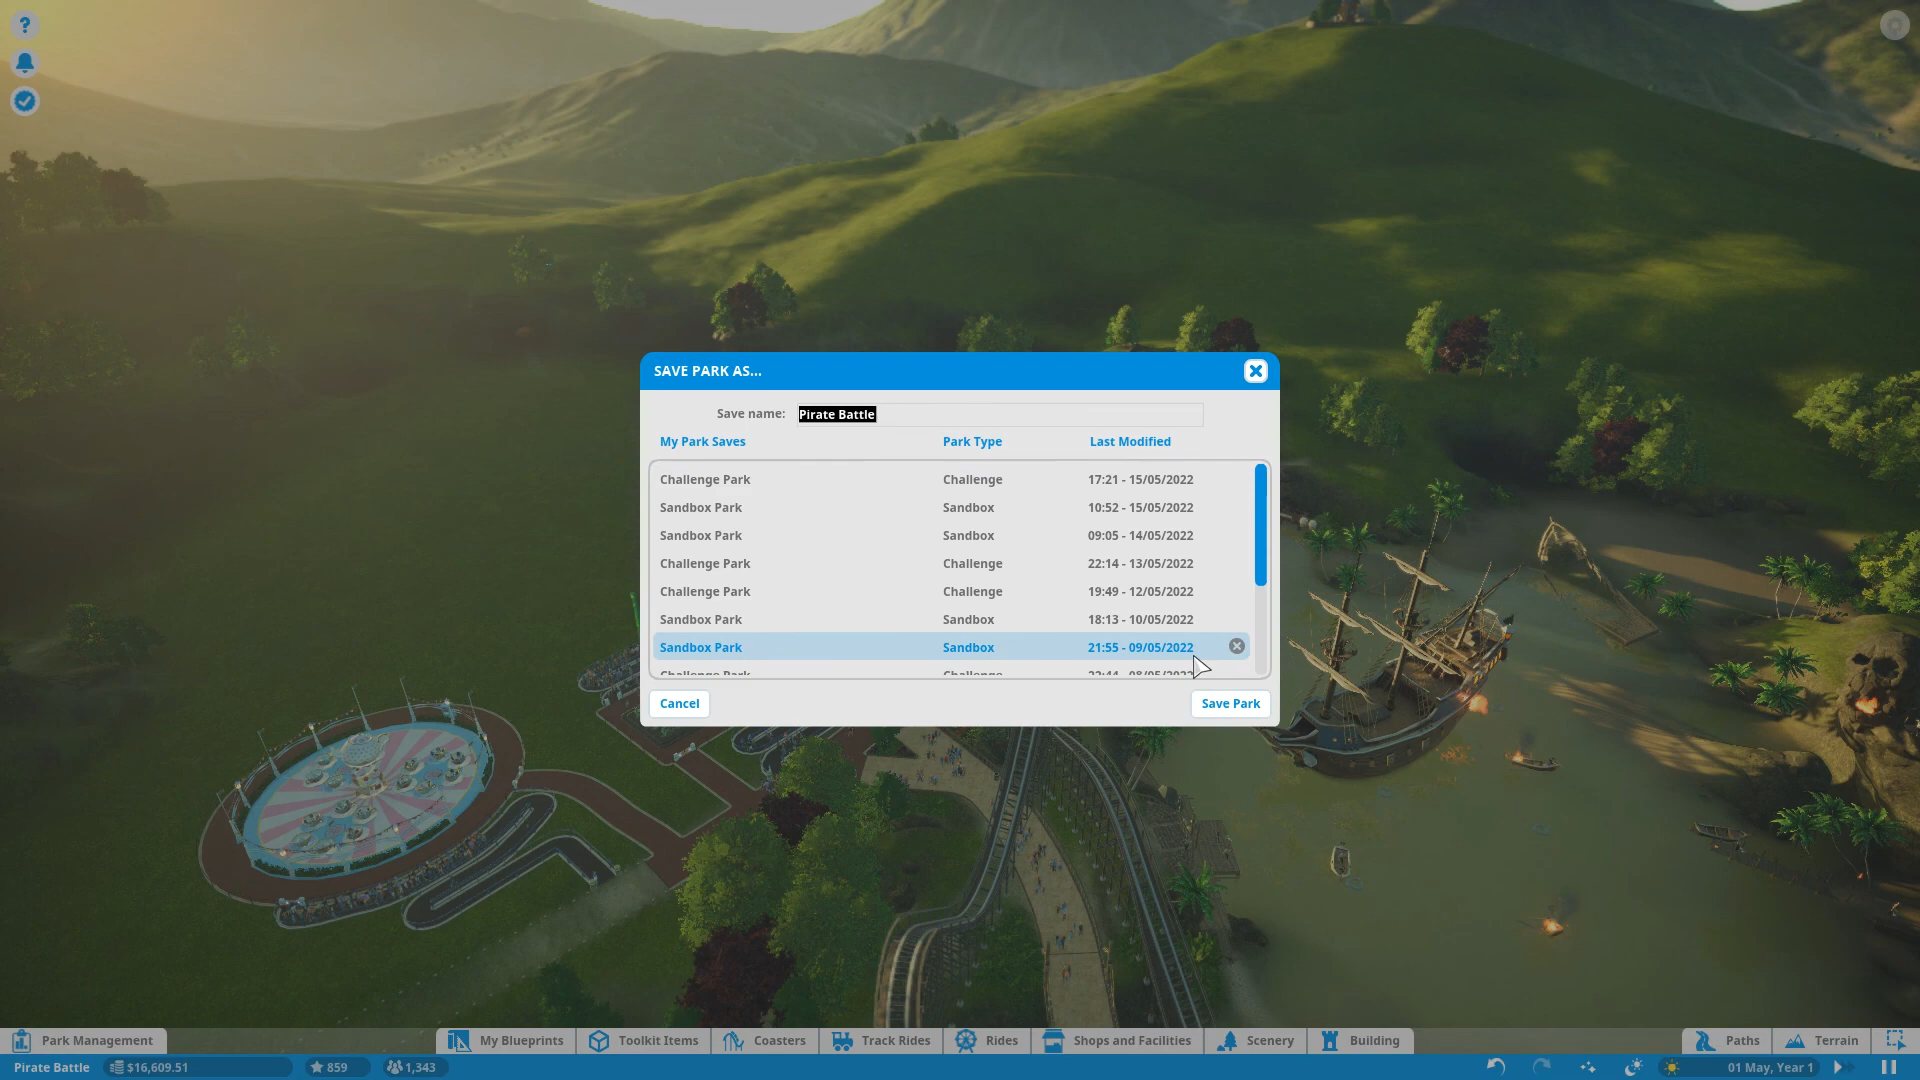 SAVE PARK AS...
Save name: Pirate Battle
My Park Saves Park Type Last Modified
Challenge Park Challenge 17:21 - 15/05/2022
Sandbox Park Sandbox 10:52 - 15/05/2022
Sandbox Park Sandbox 09:05 - 14/05/2022
Challenge Park Challenge 22:14 - 13/05/2022
Challenge Park Challenge 19:49 - 12/05/2022
Sandbox Park Sandbox 18:13 - 10/05/2022
Sandbox Park Sandbox 21:55 - 09/05/2022
Challenge Park Challenge
Cancel Save Park
Park Management My Blueprints Toolkit Items Coasters Track Rides Rides Shops and Facilities Scenery Building Paths Terrain
Pirate Battle $16,609.51 859 1,343 01 May, Year 1